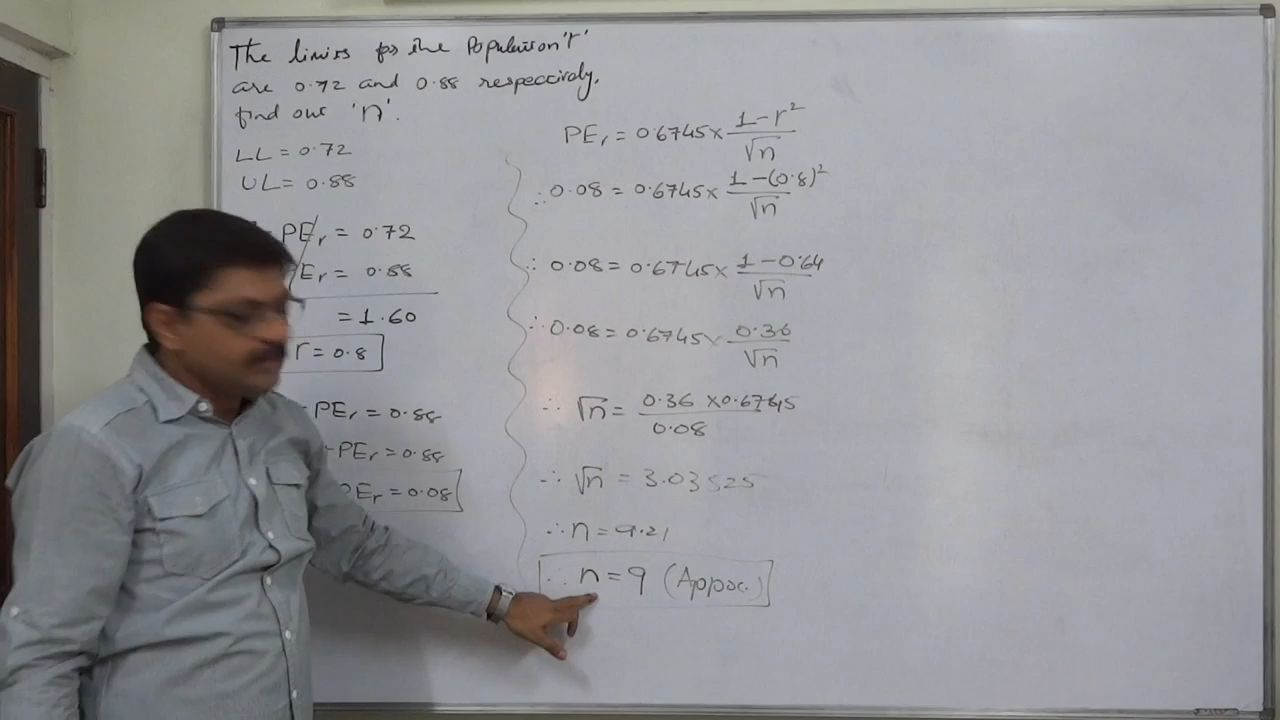 The limits for the Population 'r'
are 0.72 and 0.88 respectively.
find out 'n'.
LL = 0.72
UL = 0.88
PEr = 0.72
Er = 0.88
= 1.60
r = 0.8
PEr = 0.88
+PEr = 0.88
PEr = 0.08
PEr = 0.6745 × 1 - r² / √n
∴ 0.08 = 0.6745 × 1 - (0.8)² / √n
∴ 0.08 = 0.6745 × 1 - 0.64 / √n
∴ 0.08 = 0.6745 × 0.36 / √n
∴ √n = 0.36 × 0.6745 / 0.08
∴ √n = 3.03525
∴ n = 9.21
∴ n = 9 (Appox.)